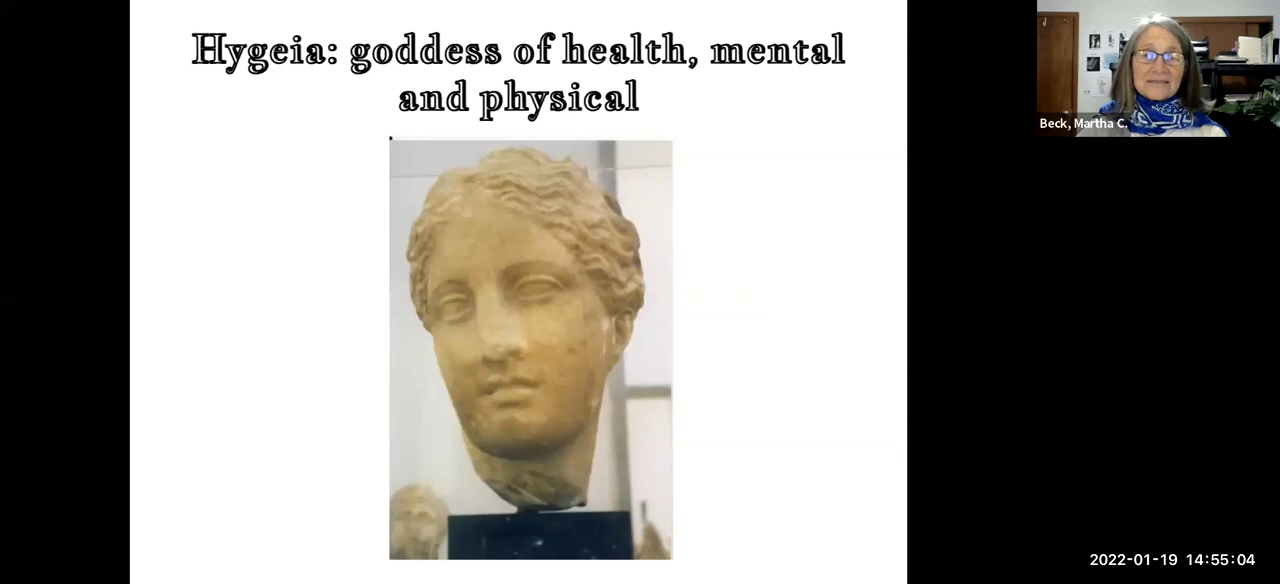 Hygeia: goddess of health, mental
and physical
Beck, Martha C.
2022-01-19 14:55:04